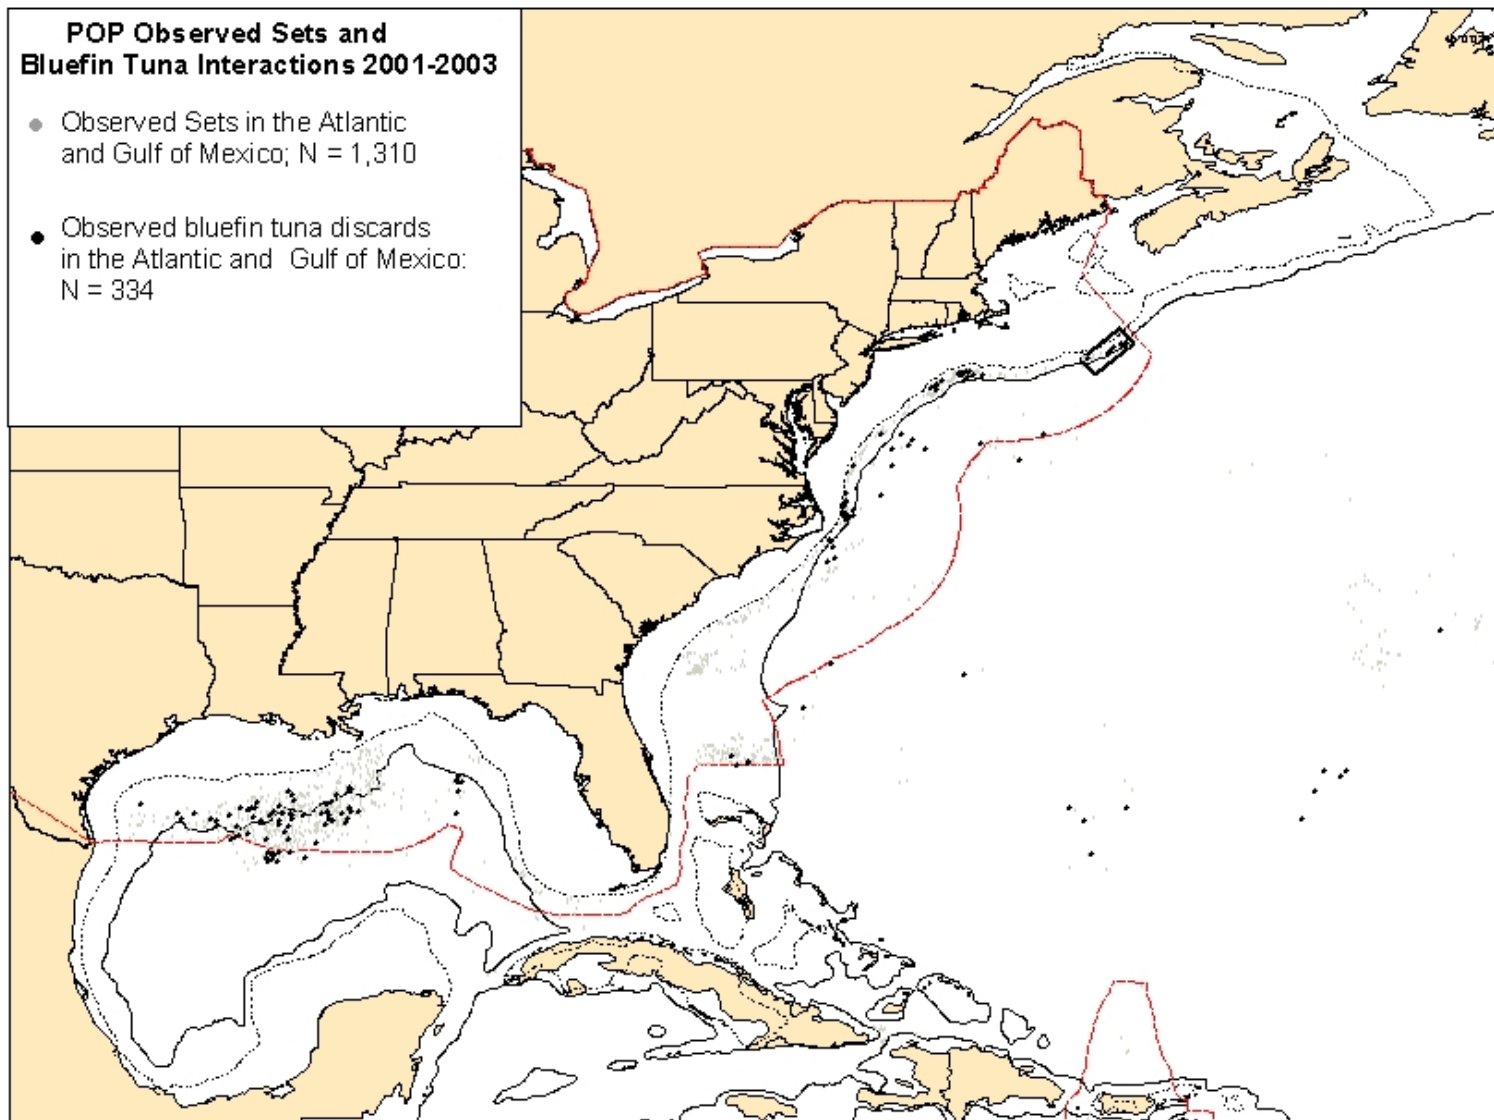 POP Observed Sets and
Bluefin Tuna Interactions 2001-2003
Observed Sets in the Atlantic
and Gulf of Mexico; N = 1,310
Observed bluefin tuna discards
in the Atlantic and Gulf of Mexico:
N = 334